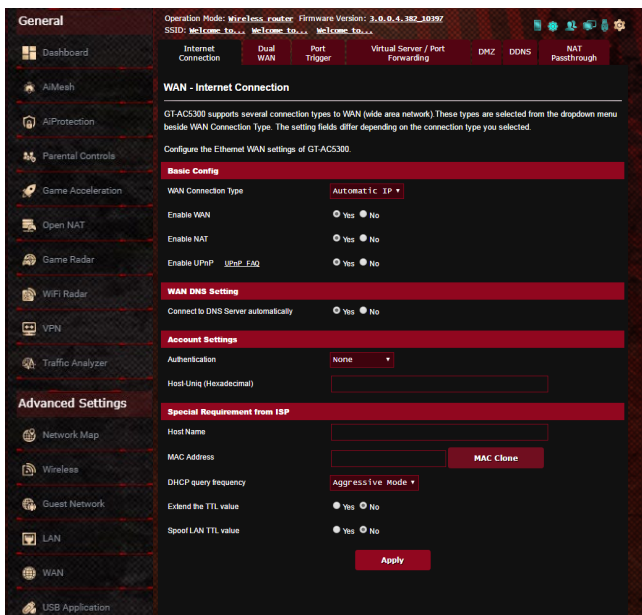 General
Dashboard
AiMesh
AiProtection
Parental Controls
Game Acceleration
Open NAT
Game Radar
WiFi Radar
VPN
Traffic Analyzer
Advanced Settings
Network Map
Wireless
Guest Network
LAN
WAN
USB Application
Operation Mode: Wireless router Firmware Version: 3.0.0.4.382_10397
SSID: Welcome to... Welcome to... Welcome to...
Internet Connection
Dual WAN
Port Trigger
Virtual Server / Port Forwarding
DMZ
DDNS
NAT Passthrough
WAN - Internet Connection
GT-AC5300 supports several connection types to WAN (wide area network).These types are selected from the dropdown menu
beside WAN Connection Type. The setting fields differ depending on the connection type you selected.
Configure the Ethernet WAN settings of GT-AC5300.
Basic Config
WAN Connection Type Automatic IP
Enable WAN Yes No
Enable NAT Yes No
Enable UPnP UPnP FAQ Yes No
WAN DNS Setting
Connect to DNS Server automatically Yes No
Account Settings
Authentication None
Host-Uniq (Hexadecimal)
Special Requirement from ISP
Host Name
MAC Address MAC Clone
DHCP query frequency Aggressive Mode
Extend the TTL value Yes No
Spoof LAN TTL value Yes No
Apply